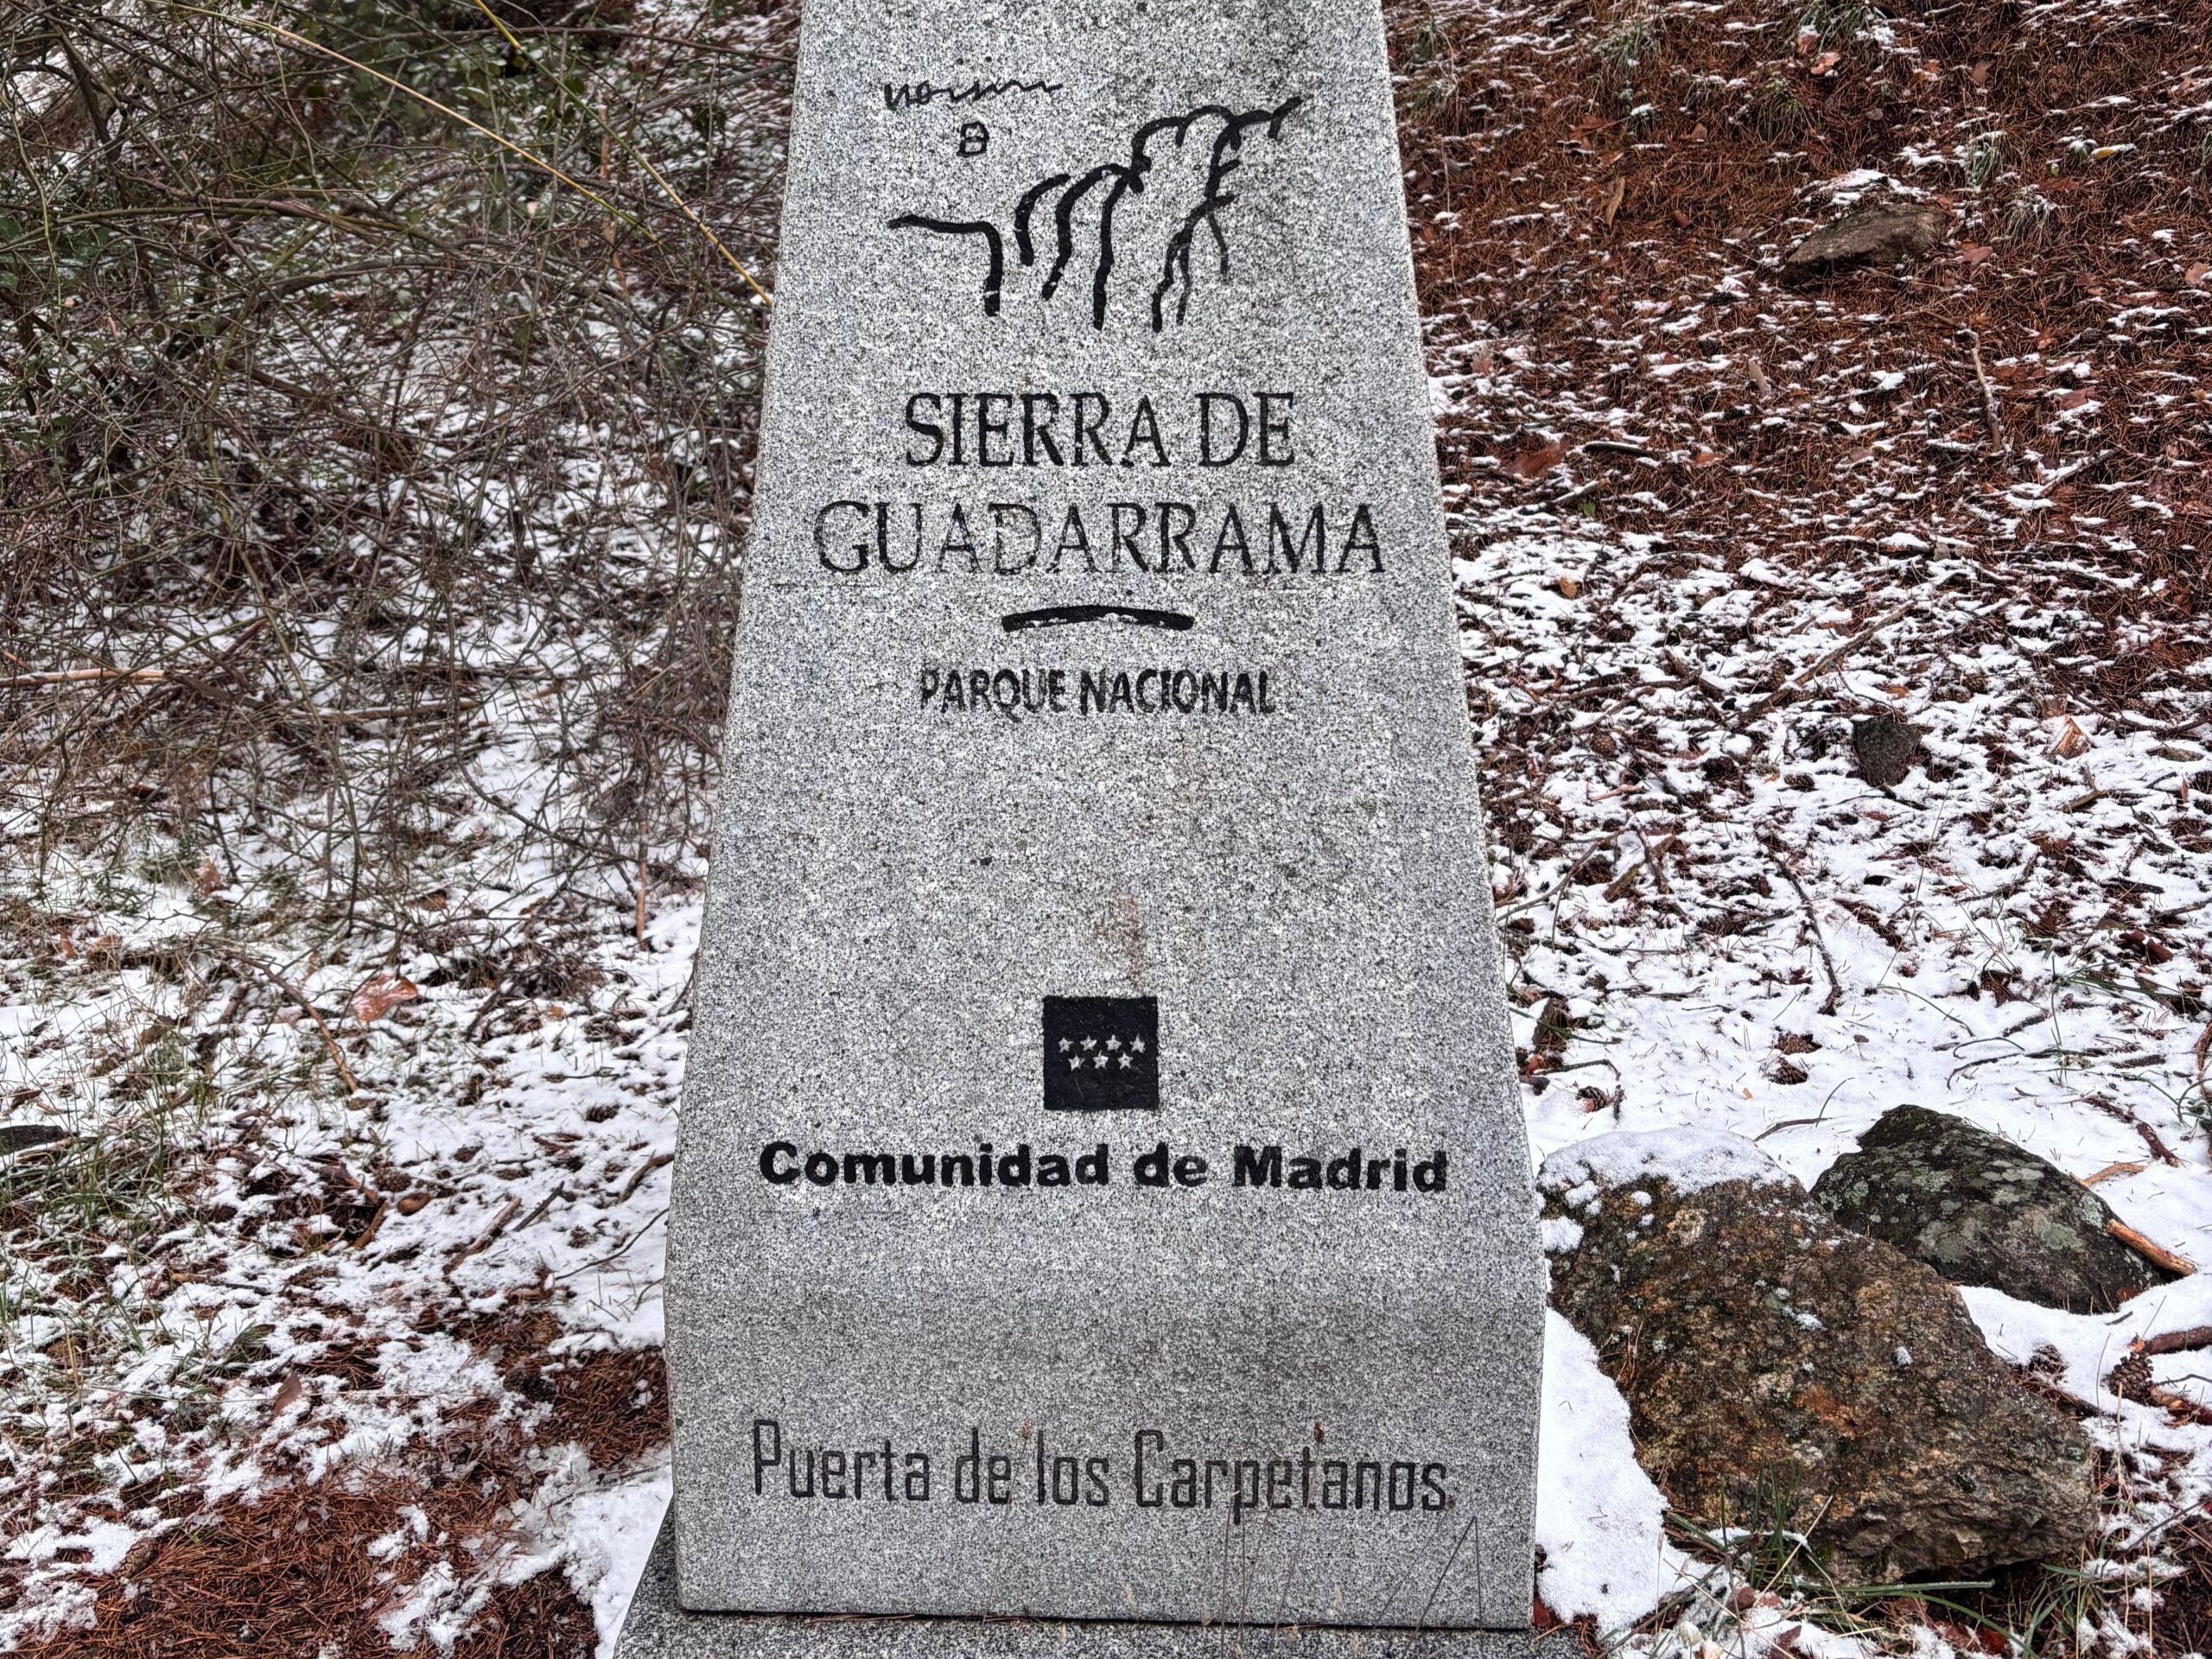 SIERRA DE
GUADARRAMA
PARQUE NACIONAL
Comunidad de Madrid
Puerta de los Carpetanos